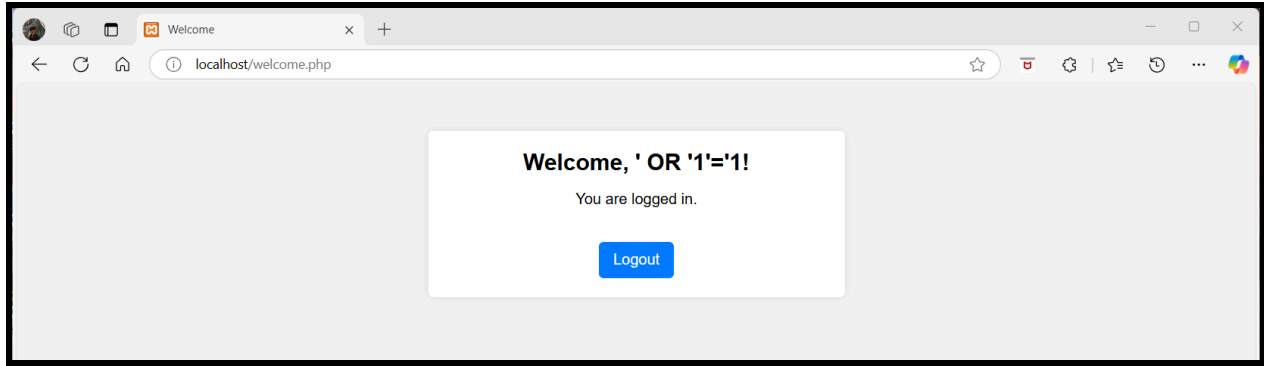 Welcome
localhost/welcome.php
Welcome, ' OR '1'='1!
You are logged in.
Logout